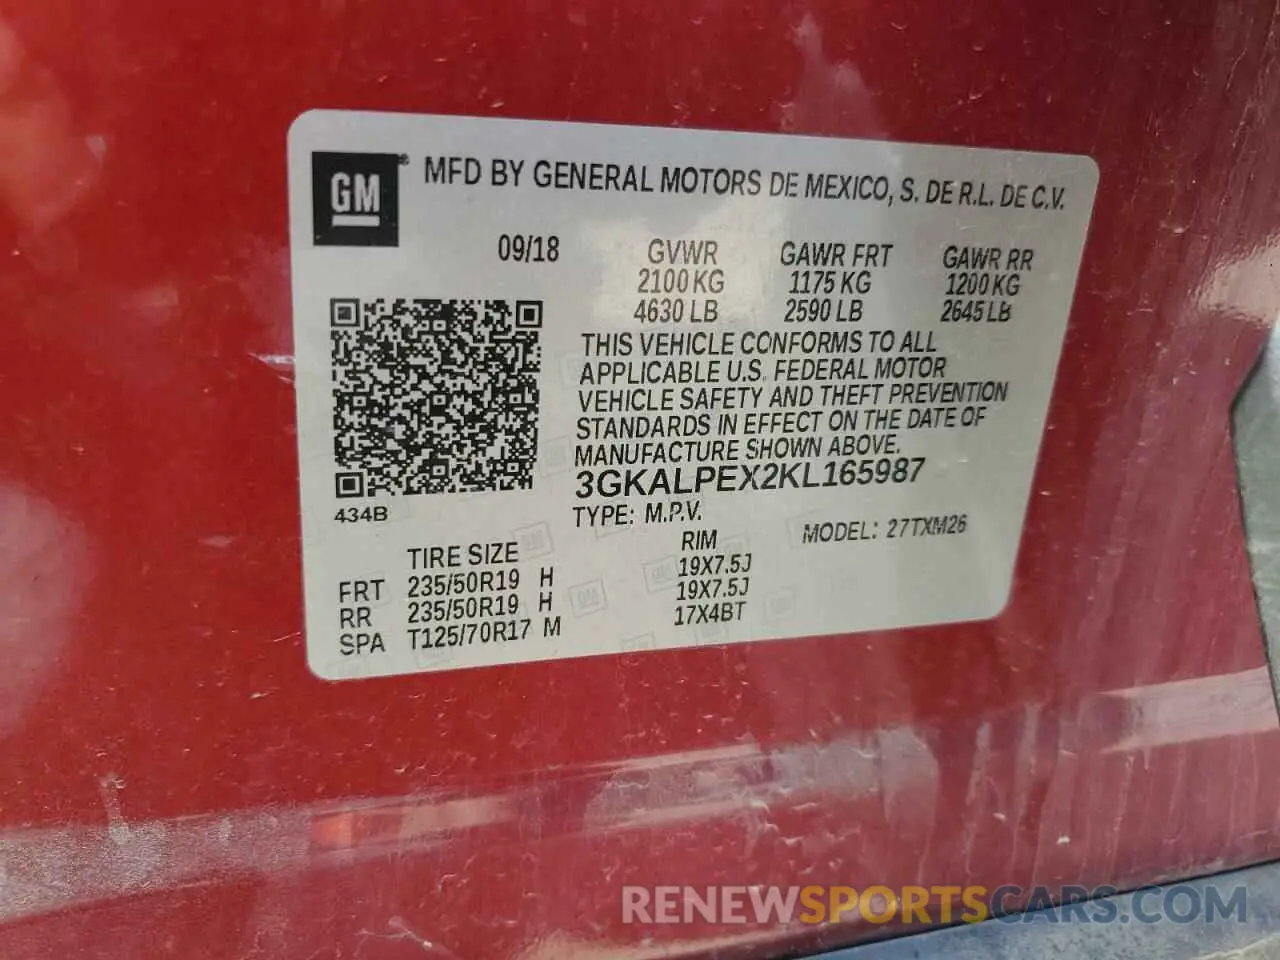 GM® MFD BY GENERAL MOTORS DE MEXICO, S. DE R.L. DE C.V.
09/18 GVWR GAWR FRT GAWR RR
2100 KG 1175 KG 1200 KG
4630 LB 2590 LB 2645 LB
THIS VEHICLE CONFORMS TO ALL
APPLICABLE U.S. FEDERAL MOTOR
VEHICLE SAFETY AND THEFT PREVENTION
STANDARDS IN EFFECT ON THE DATE OF
MANUFACTURE SHOWN ABOVE.
3GKALPEX2KL165987
434B
TYPE: M.P.V. MODEL: 27TXM26
TIRE SIZE RIM
FRT 235/50R19 H 19X7.5J
RR 235/50R19 H 19X7.5J
SPA T125/70R17 M 17X4BT
RENEWSPORTSCARS.COM